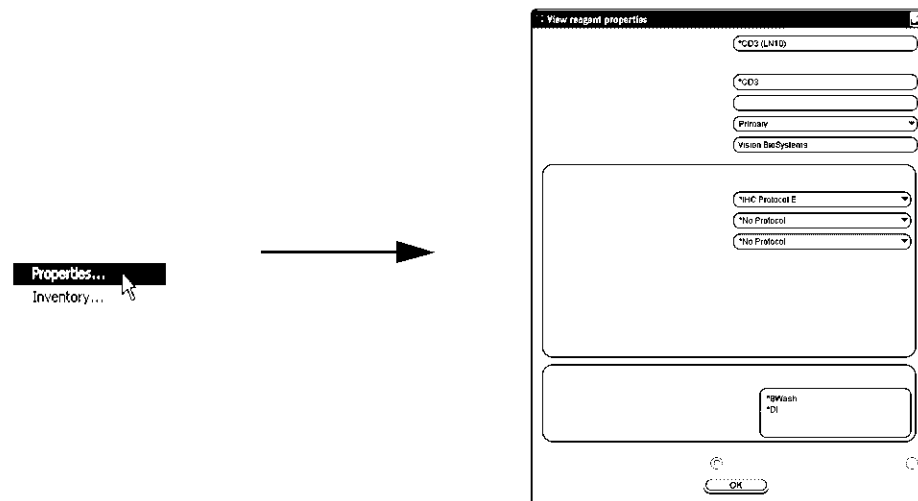 Properties...
Inventory...
View reagent properties
*CD3 (LN10)
*CD3
Primary
Vision BioSystems
*IHC Protocol E
*No Protocol
*No Protocol
*BWash
*DI
OK